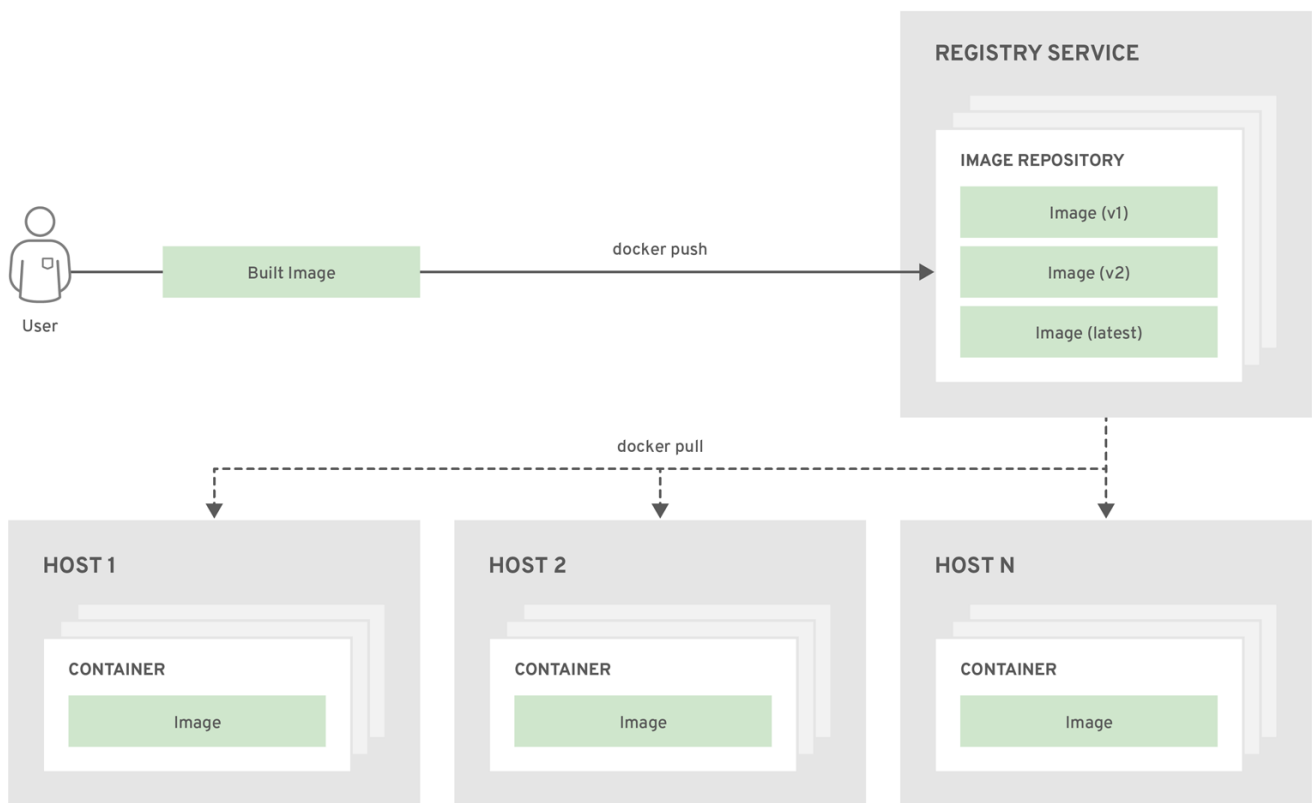 REGISTRY SERVICE
IMAGE REPOSITORY
Image (v1)
docker push
Built Image
Image (v2)
User
Image (latest)
docker pull
HOST 1
HOST 2
HOST N
CONTAINER
CONTAINER
CONTAINER
Image
Image
Image